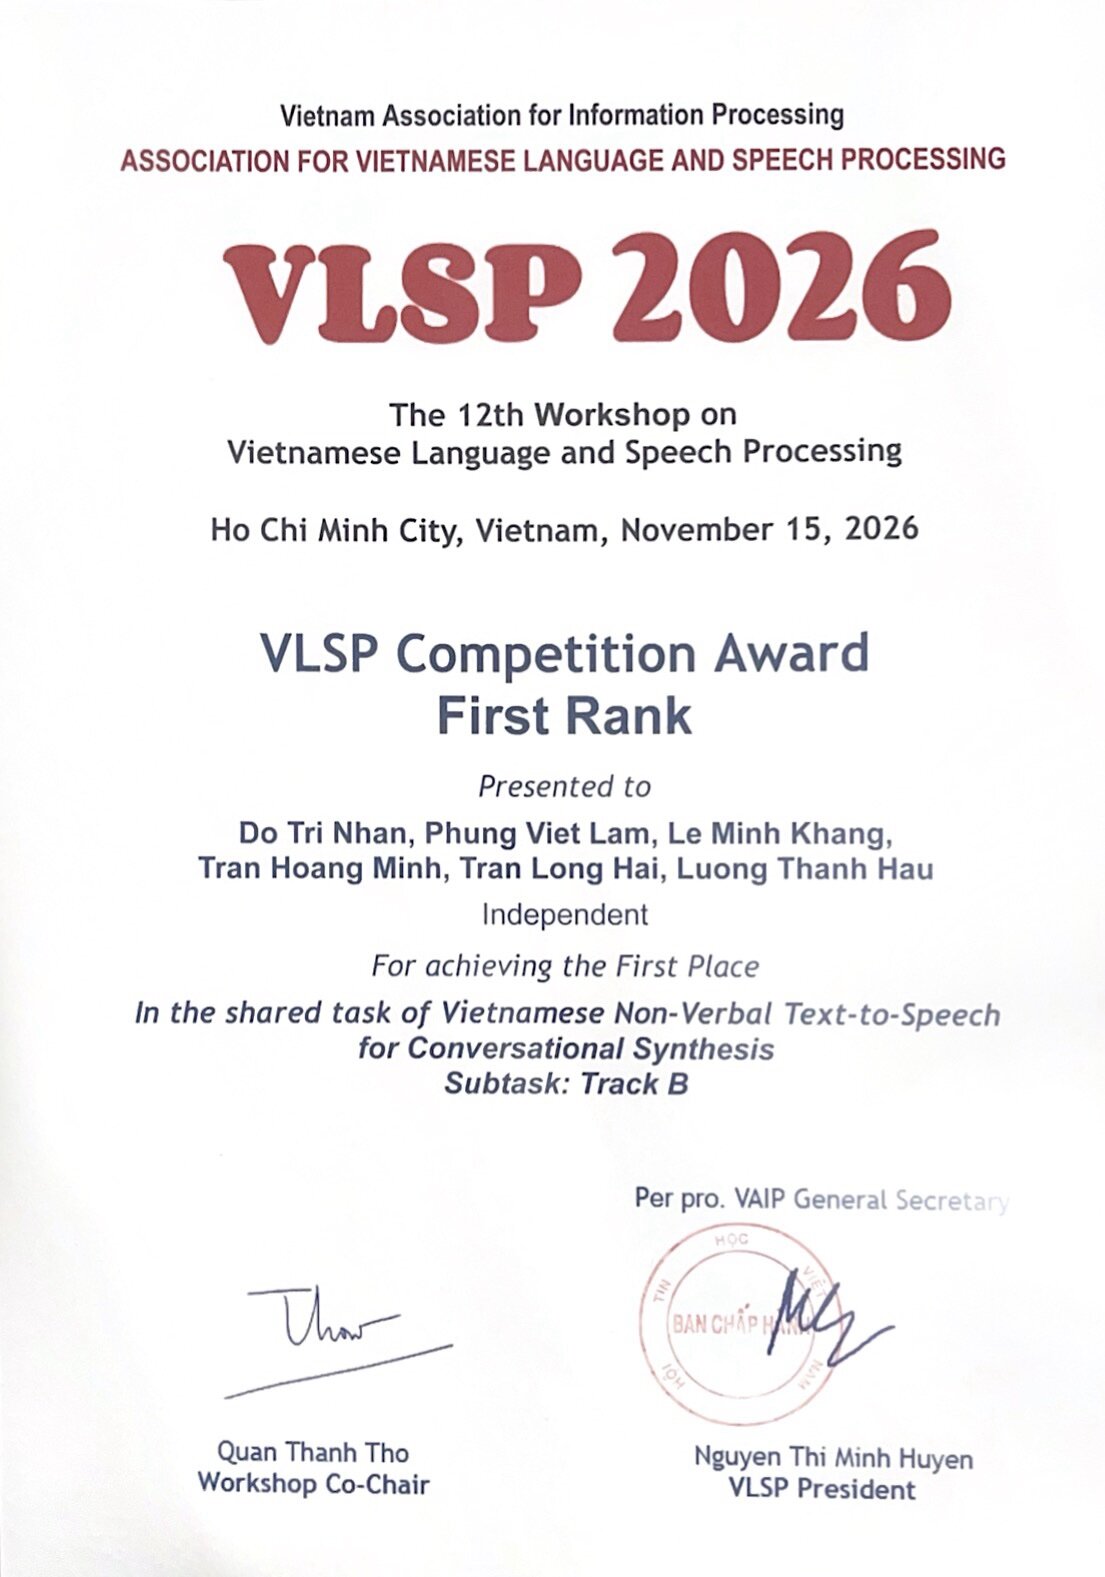 Vietnam Association for Information Processing
ASSOCIATION FOR VIETNAMESE LANGUAGE AND SPEECH PROCESSING
VLSP 2026
The 12th Workshop on
Vietnamese Language and Speech Processing
Ho Chi Minh City, Vietnam, November 15, 2026
VLSP Competition Award
First Rank
Presented to
Do Tri Nhan, Phung Viet Lam, Le Minh Khang,
Tran Hoang Minh, Tran Long Hai, Luong Thanh Hau
Independent
For achieving the First Place
In the shared task of Vietnamese Non-Verbal Text-to-Speech
for Conversational Synthesis
Subtask: Track B
Per pro. VAIP General Secretary
HỘI TIN HỌC VIỆT NAM
BAN CHẤP HÀNH
Thow
Quan Thanh Tho
Workshop Co-Chair
Nguyen Thi Minh Huyen
VLSP President